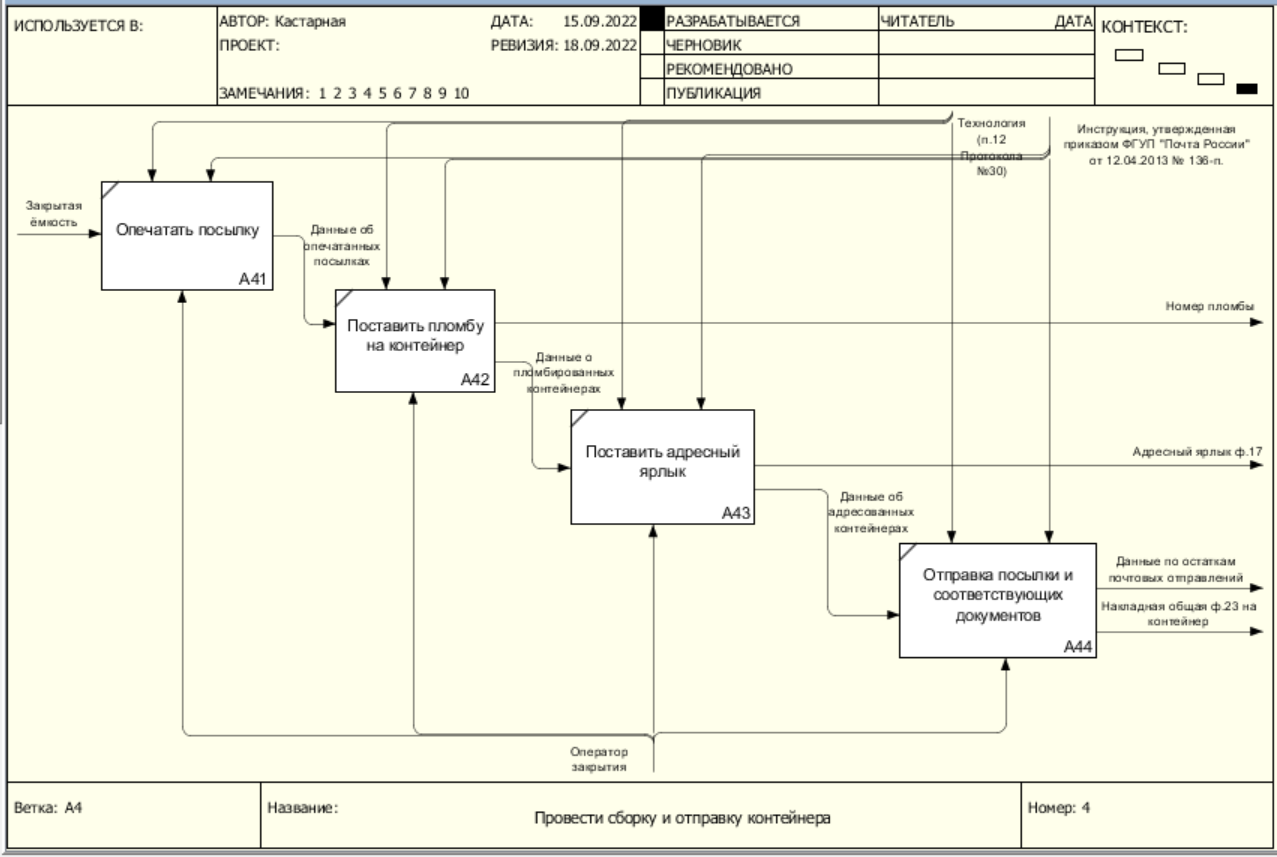 ИСПОЛЬЗУЕТСЯ В:
АВТОР: Кастарная
ДАТА: 15.09.2022
ПРОЕКТ:
РЕВИЗИЯ: 18.09.2022
ЗАМЕЧАНИЯ: 1 2 3 4 5 6 7 8 9 10
РАЗРАБАТЫВАЕТСЯ
ЧЕРНОВИК
РЕКОМЕНДОВАНО
ПУБЛИКАЦИЯ
ЧИТАТЕЛЬ
ДАТА
КОНТЕКСТ:
Технология
(п.12
Протокола
№30)
Инструкция, утвержденная
приказом ФГУП "Почта России"
от 12.04.2013 № 136-п.
Закрытая
ёмкость
Опечатать посылку
A41
Данные об
опечатанных
посылках
Поставить пломбу
на контейнер
A42
Номер пломбы
Данные о
пломбированных
контейнерах
Поставить адресный
ярлык
A43
Адресный ярлык ф.17
Данные об
адресованных
контейнерах
Отправка посылки и
соответствующих
документов
A44
Данные по остаткам
почтовых отправлений
Накладная общая ф.23 на
контейнер
Оператор
закрытия
Ветка: A4
Название:
Провести сборку и отправку контейнера
Номер: 4